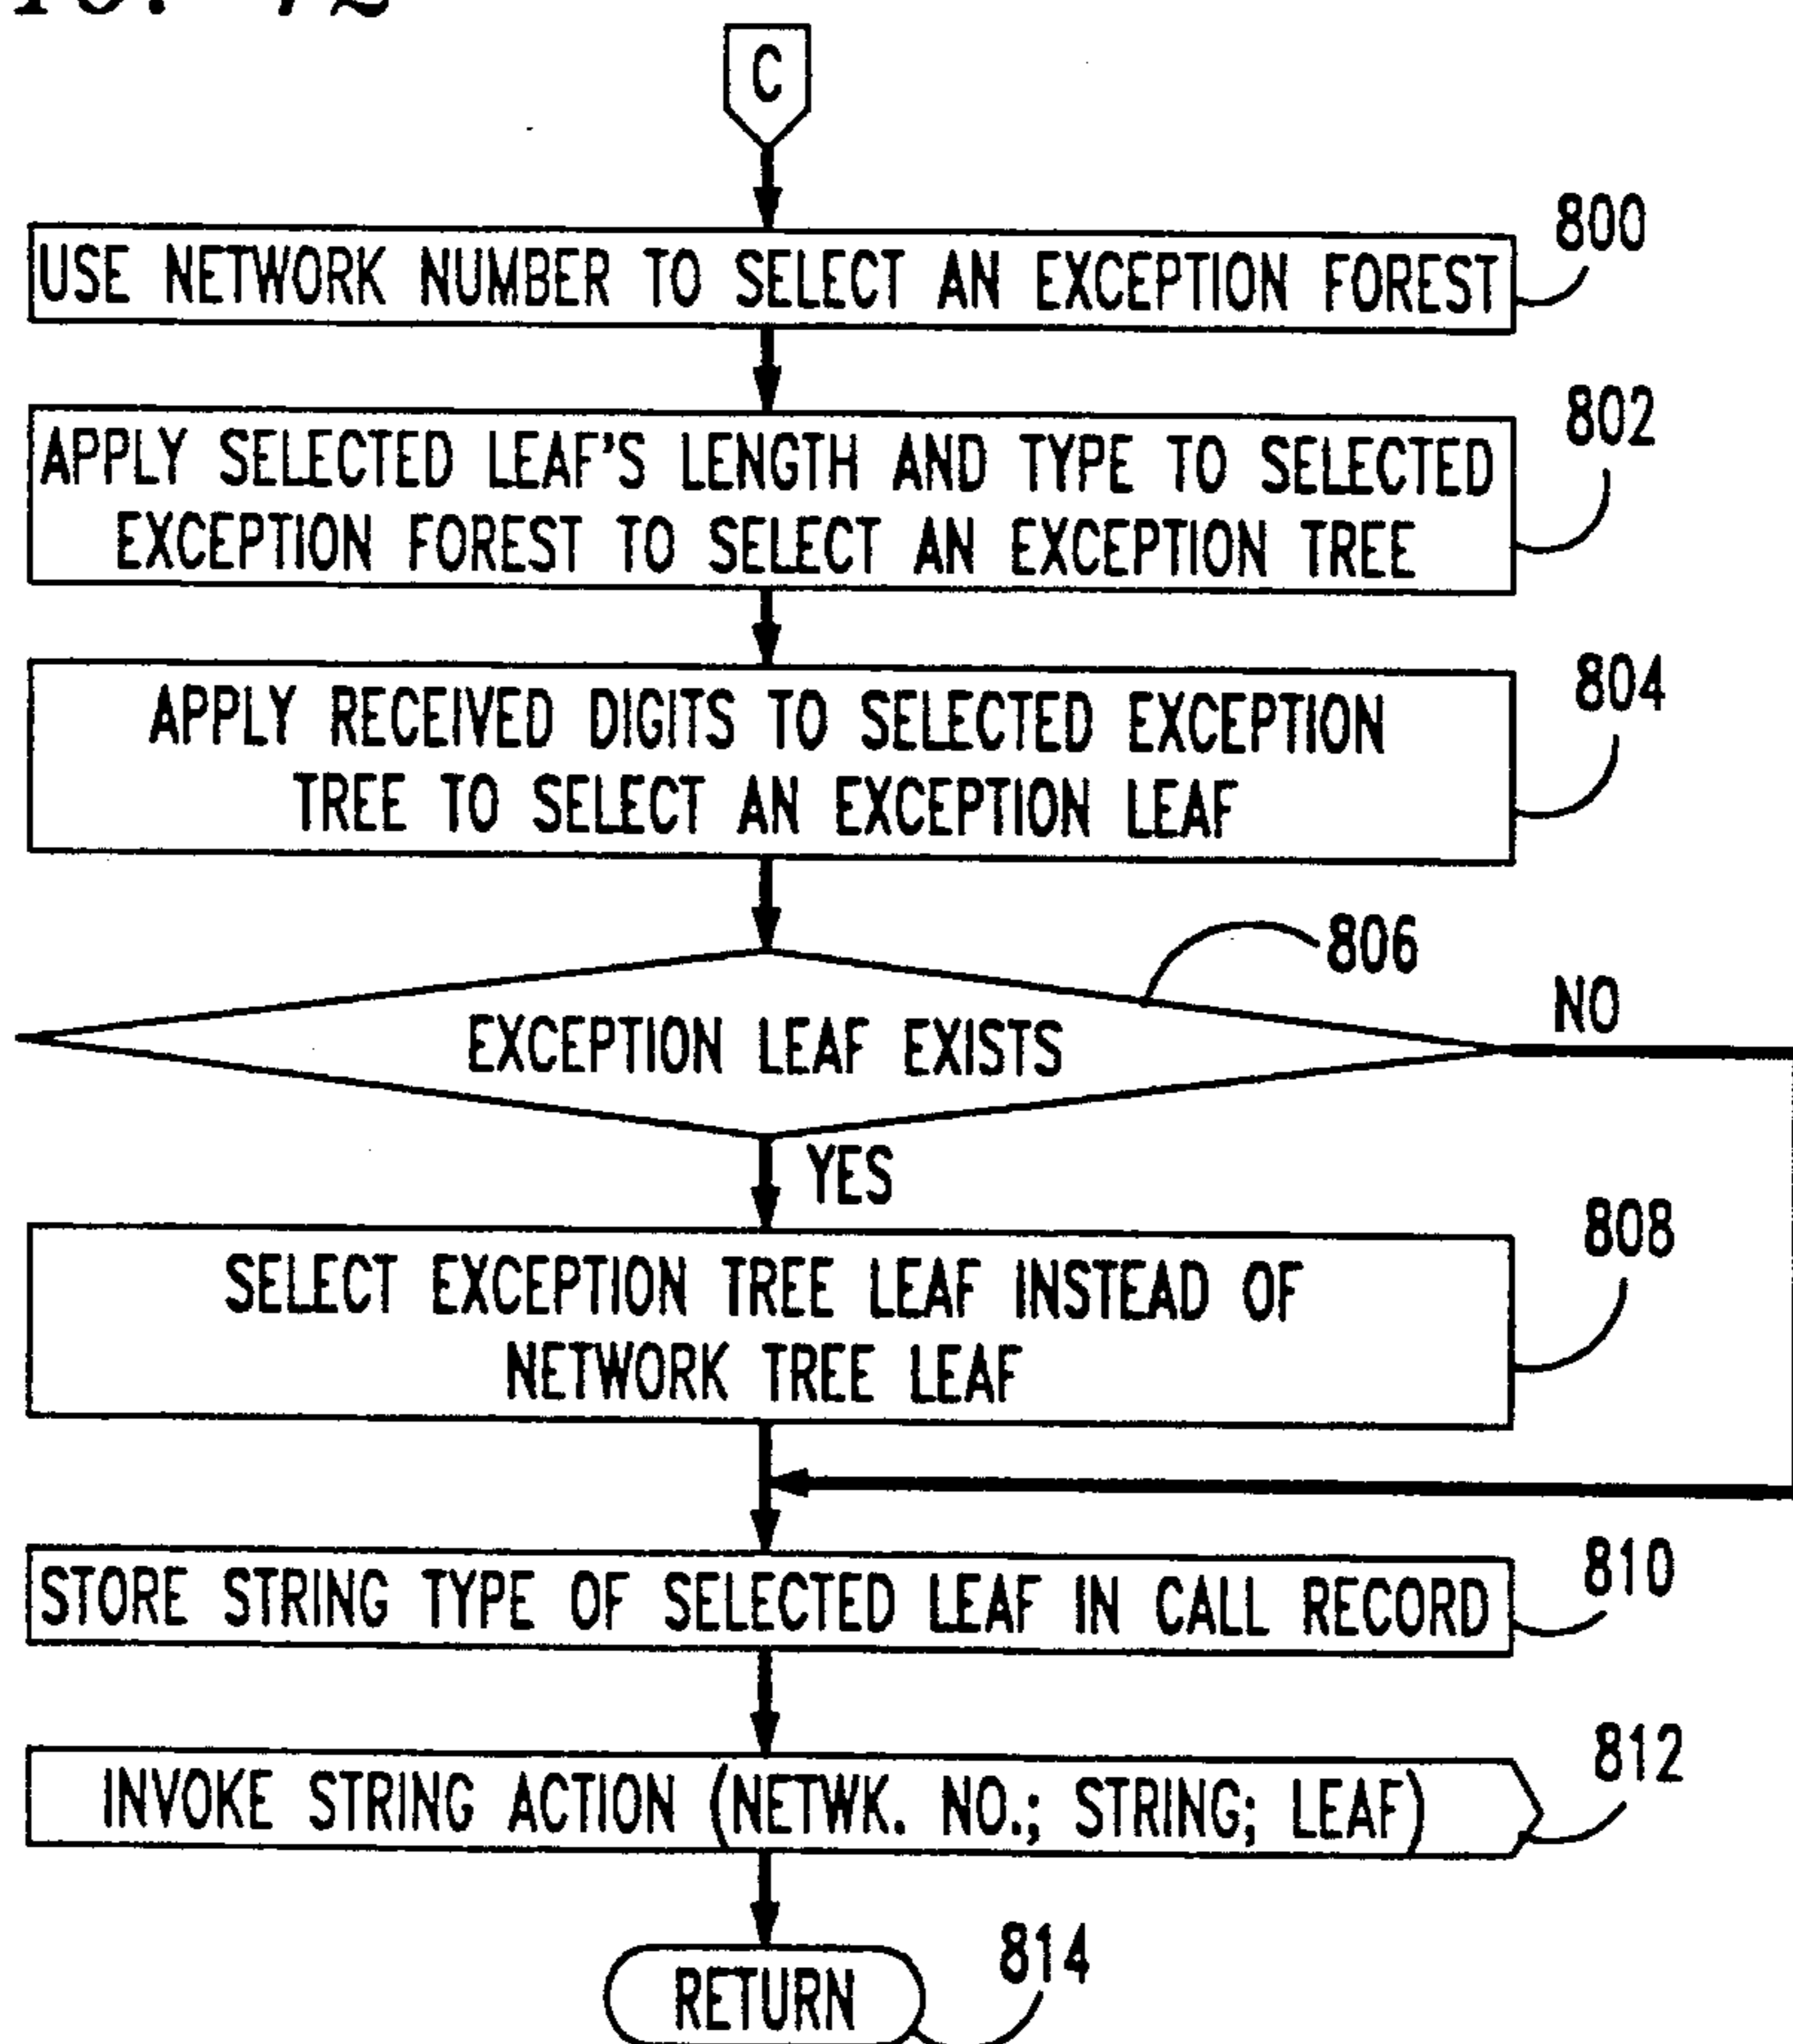 C
USE NETWORK NUMBER TO SELECT AN EXCEPTION FOREST
800
APPLY SELECTED LEAF'S LENGTH AND TYPE TO SELECTED
EXCEPTION FOREST TO SELECT AN EXCEPTION TREE
802
APPLY RECEIVED DIGITS TO SELECTED EXCEPTION
TREE TO SELECT AN EXCEPTION LEAF
804
806
EXCEPTION LEAF EXISTS
NO
YES
SELECT EXCEPTION TREE LEAF INSTEAD OF
NETWORK TREE LEAF
808
STORE STRING TYPE OF SELECTED LEAF IN CALL RECORD
810
INVOKE STRING ACTION (NETWK. NO.; STRING; LEAF)
812
RETURN
814